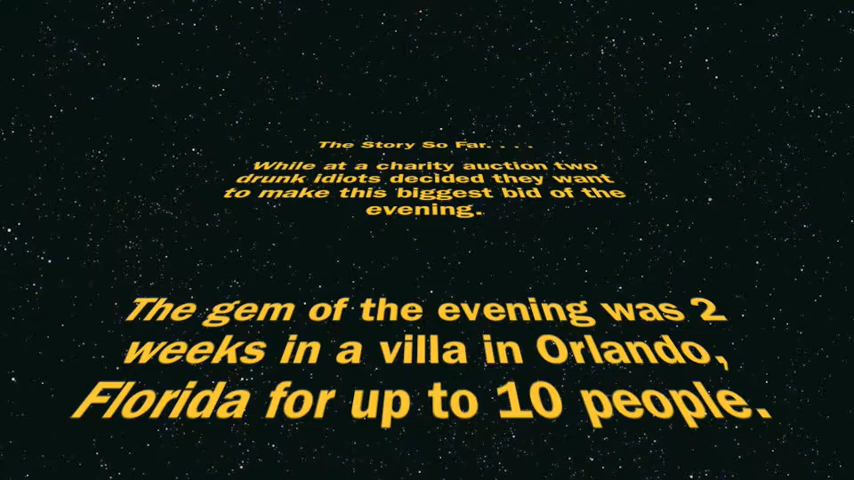 The Story So Far. . . .
While at a charity auction two
drunk idiots decided they want
to make this biggest bid of the
evening.
The gem of the evening was 2
weeks in a villa in Orlando,
Florida for up to 10 people.